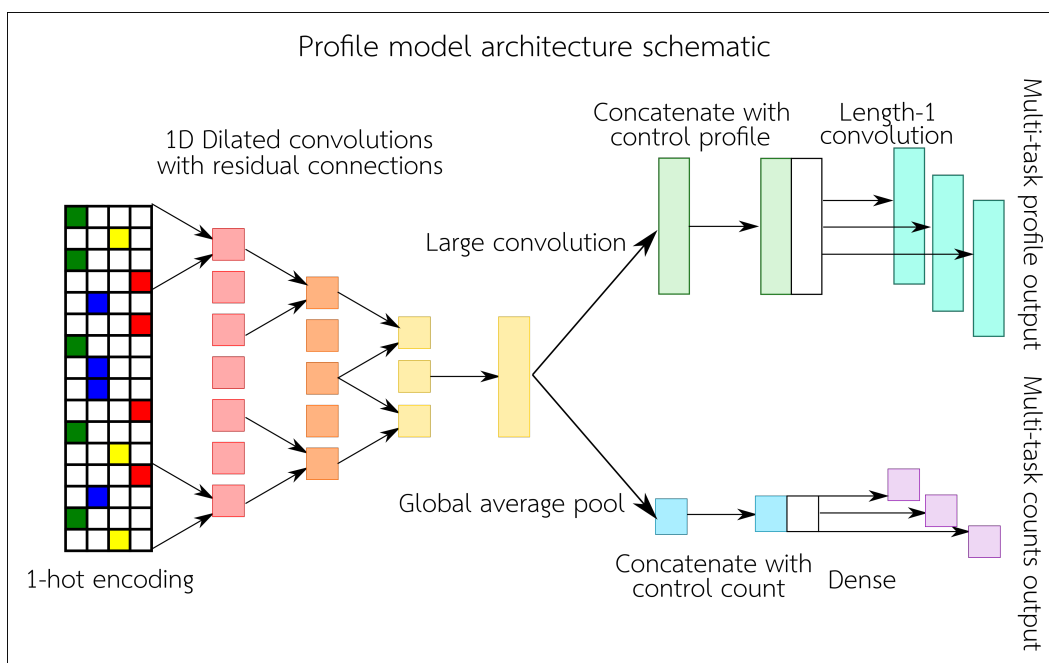 Profile model architecture schematic
1D Dilated convolutions
with residual connections
Concatenate with
control profile
Length-1
convolution
Multi-task profile output
Large convolution
Global average pool
Concatenate with
control count
Dense
Multi-task counts output
1-hot encoding